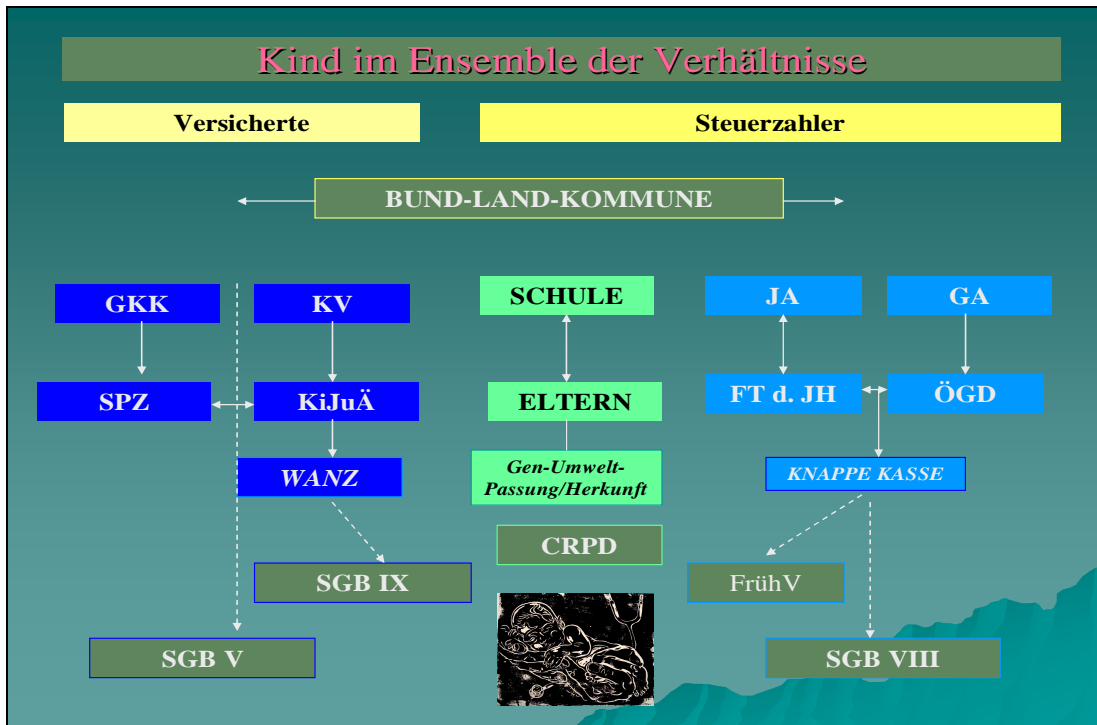 Kind im Ensemble der Verhältnisse
Versicherte
Steuerzahler
BUND-LAND-KOMMUNE
GKK
KV
SCHULE
JA
GA
SPZ
KiJuÄ
ELTERN
FT d. JH
ÖGD
WANZ
Gen-Umwelt-
Passung/Herkunft
KNAPPE KASSE
CRPD
SGB IX
FrühV
SGB V
SGB VIII